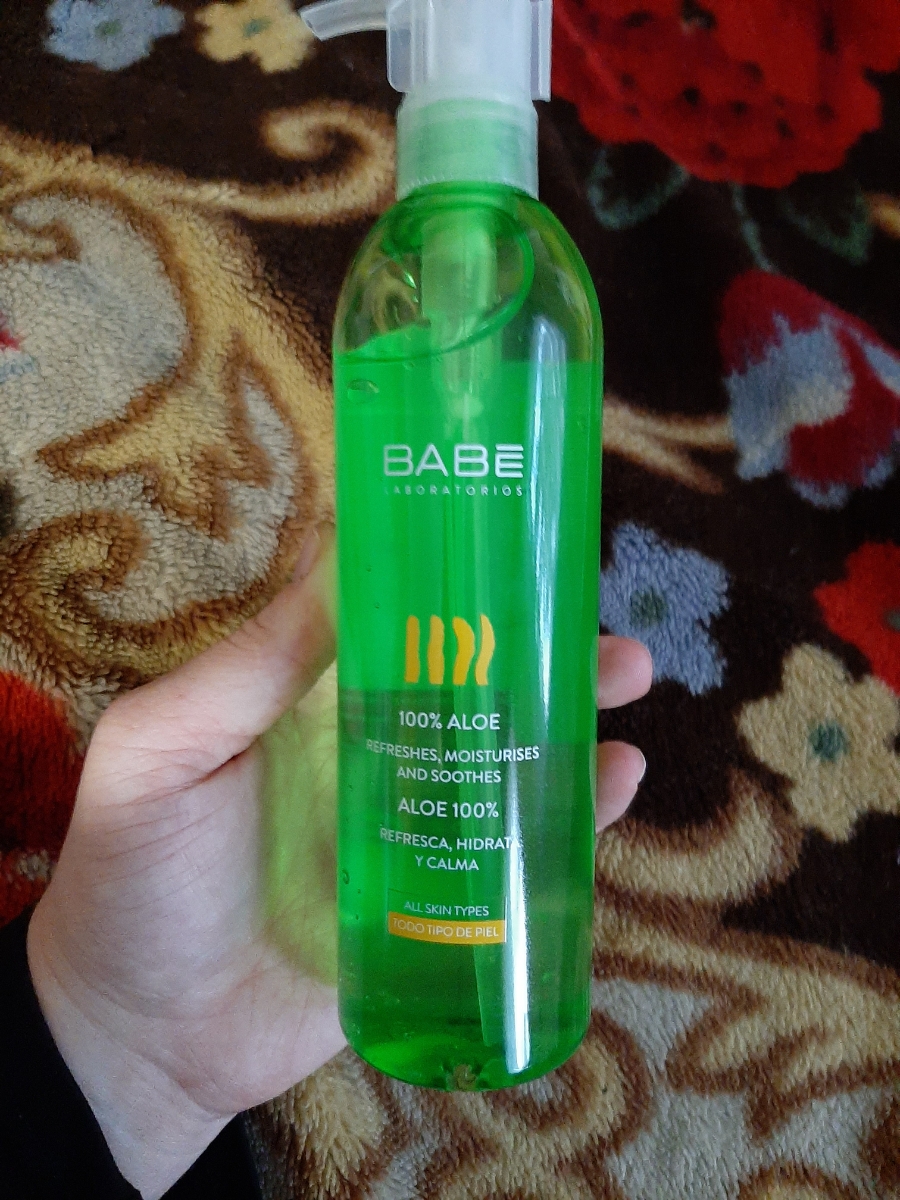 BABĒ
LABORATORIOS
100% ALOE
REFRESHES, MOISTURISES
AND SOOTHES
ALOE 100%
REFRESCA, HIDRATA
Y CALMA
ALL SKIN TYPES
TODO TIPO DE PIEL